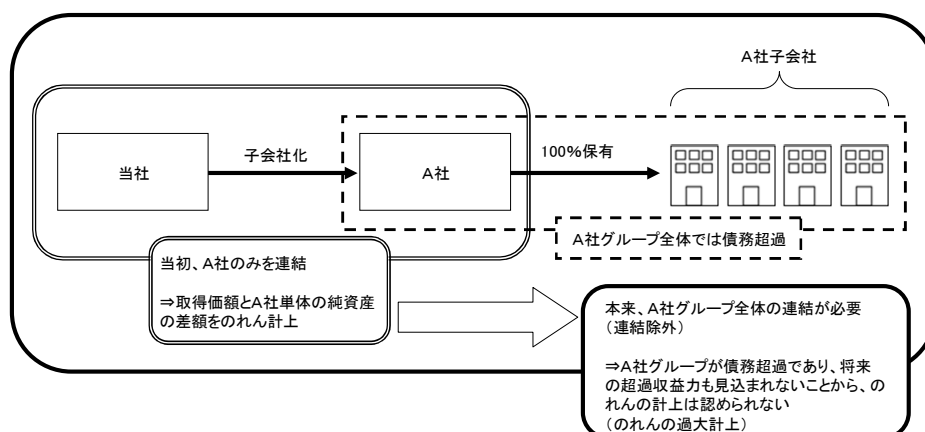 A社子会社
当社
子会社化
A社
100%保有
A社グループ全体では債務超過
当初、A社のみを連結
⇒取得価額とA社単体の純資産
の差額をのれん計上
本来、A社グループ全体の連結が必要
（連結除外）
⇒A社グループが債務超過であり、将来
の超過収益力も見込まれないことから、の
れんの計上は認められない
（のれんの過大計上）